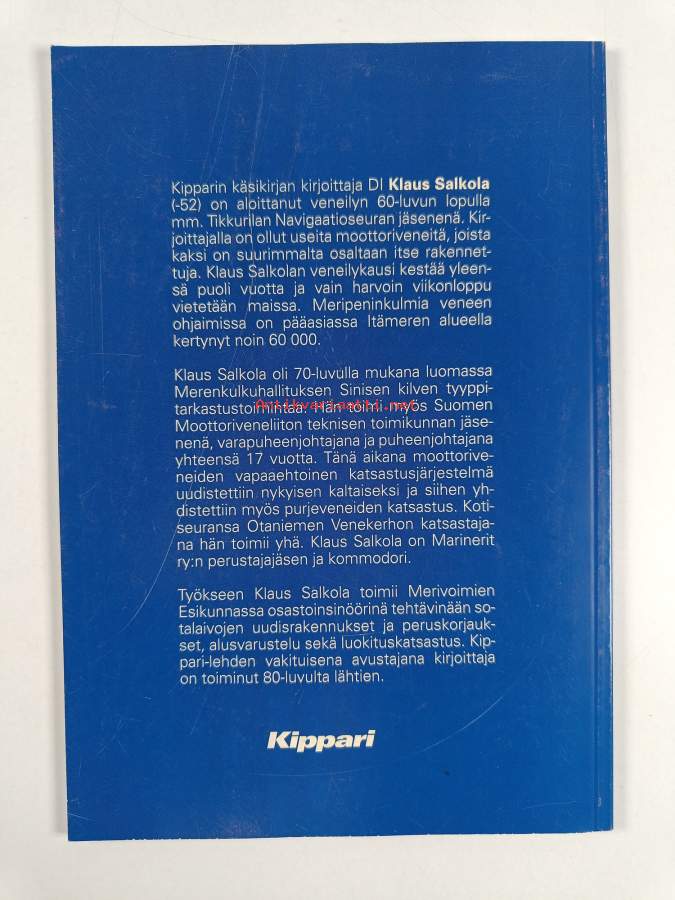 Kipparin käsikirjan kirjoittaja DI Klaus Salkola
(-52) on aloittanut veneilyn 60-luvun lopulla
mm. Tikkurilan Navigaatioseuran jäsenenä. Kir-
joittajalla on ollut useita moottoriveneitä, joista
kaksi on suurimmalta osaltaan itse rakennet-
tuja. Klaus Salkolan veneilykausi kestää yleen-
sä puoli vuotta ja vain harvoin viikonloppu
vietetään maissa. Meripeninkulmia veneen
ohjaimissa on pääasiassa Itämeren alueella
kertynyt noin 60 000.
Klaus Salkola oli 70-luvulla mukana luomassa
Merenkulkuhallituksen Sinisen kilven tyyppi-
tarkastustoimintaa. Hän toimi myös Suomen
Antikvariaatti.net
Moottoriveneliiton teknisen toimikunnan jäse-
nenä, varapuheenjohtajana ja puheenjohtajana
yhteensä 17 vuotta. Tänä aikana moottorive-
neiden vapaaehtoinen katsastusjärjestelmä
uudistettiin nykyisen kaltaiseksi ja siihen yh-
distettiin myös purjeveneiden katsastus. Koti-
seuransa Otaniemen Venekerhon katsastaja-
na hän toimii yhä. Klaus Salkola on Marinerit
ry:n perustajajäsen ja kommodori.
Työkseen Klaus Salkola toimii Merivoimien
Esikunnassa osastoinsinöörinä tehtävinään so-
talaivojen uudisrakennukset ja peruskorjauk-
set, alusvarustelu sekä luokituskatsastus. Kip-
pari-lehden vakituisena avustajana kirjoittaja
on toiminut 80-luvulta lähtien.
Kippari